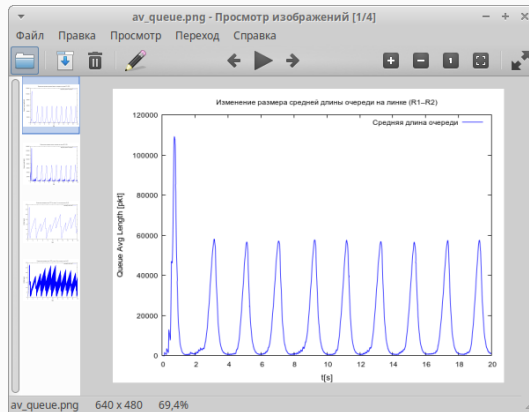 av_queue.png - Просмотр изображений [1/4]
Файл Правка Просмотр Переход Справка
Изменение размера средней длины очереди на линке (R1–R2)
Средняя длина очереди
Queue Avg Length [pkt]
120000
100000
80000
60000
40000
20000
0
0 2 4 6 8 10 12 14 16 18 20
t[s]
av_queue.png 640 x 480 69,4%